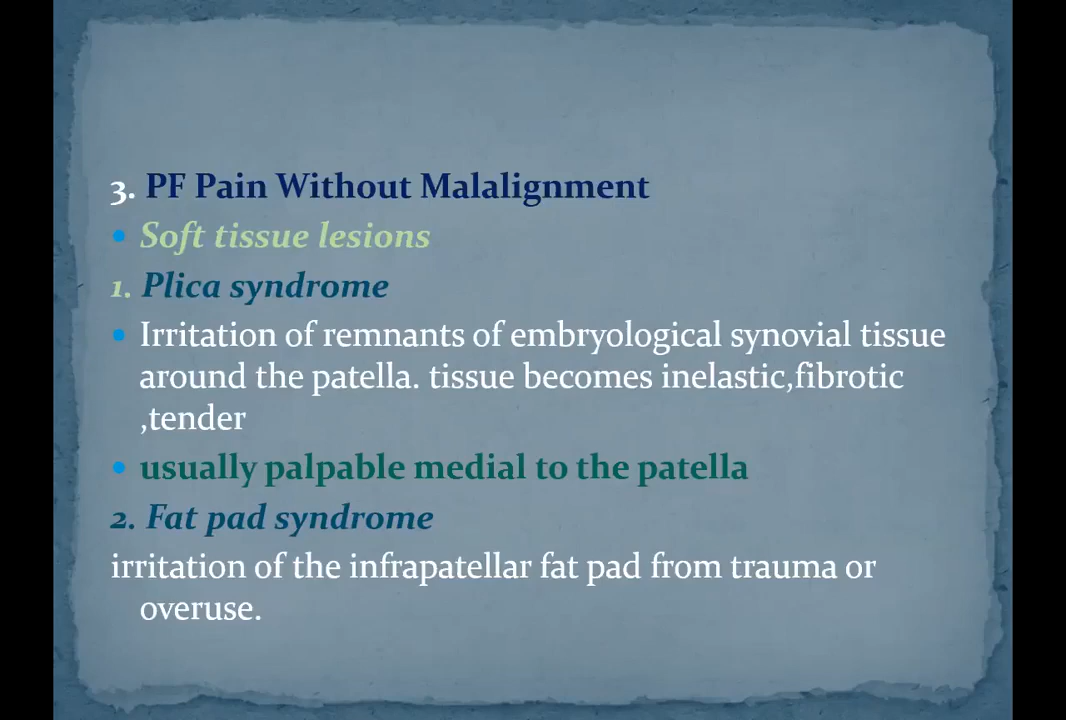 3. PF Pain Without Malalignment
• Soft tissue lesions
1. Plica syndrome
• Irritation of remnants of embryological synovial tissue
around the patella. tissue becomes inelastic,fibrotic
,tender
• usually palpable medial to the patella
2. Fat pad syndrome
irritation of the infrapatellar fat pad from trauma or
overuse.